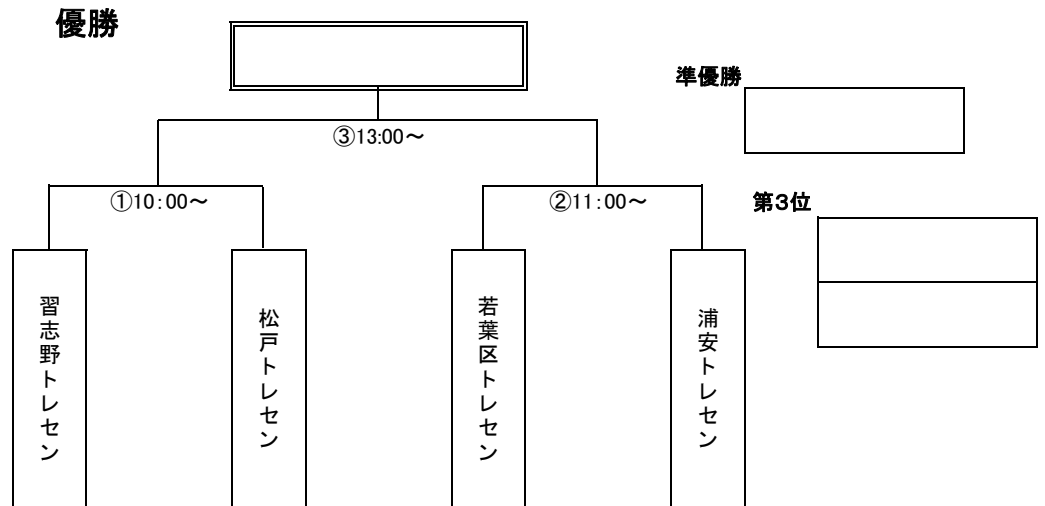 優勝
準優勝
③13:00～
①10:00～
②11:00～
第3位
習志野トレセン
松戸トレセン
若葉区トレセン
浦安トレセン